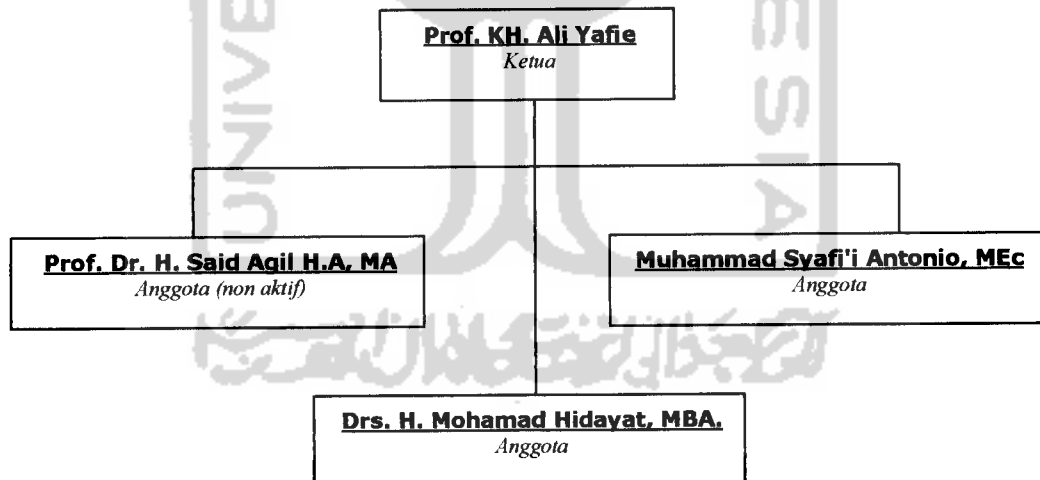 Prof. KH. Ali Yafie
Ketua
Prof. Dr. H. Said Agil H.A, MA
Anggota (non aktif)
Muhammad Syafi'i Antonio, MEc
Anggota
Drs. H. Mohamad Hidayat, MBA.
Anggota